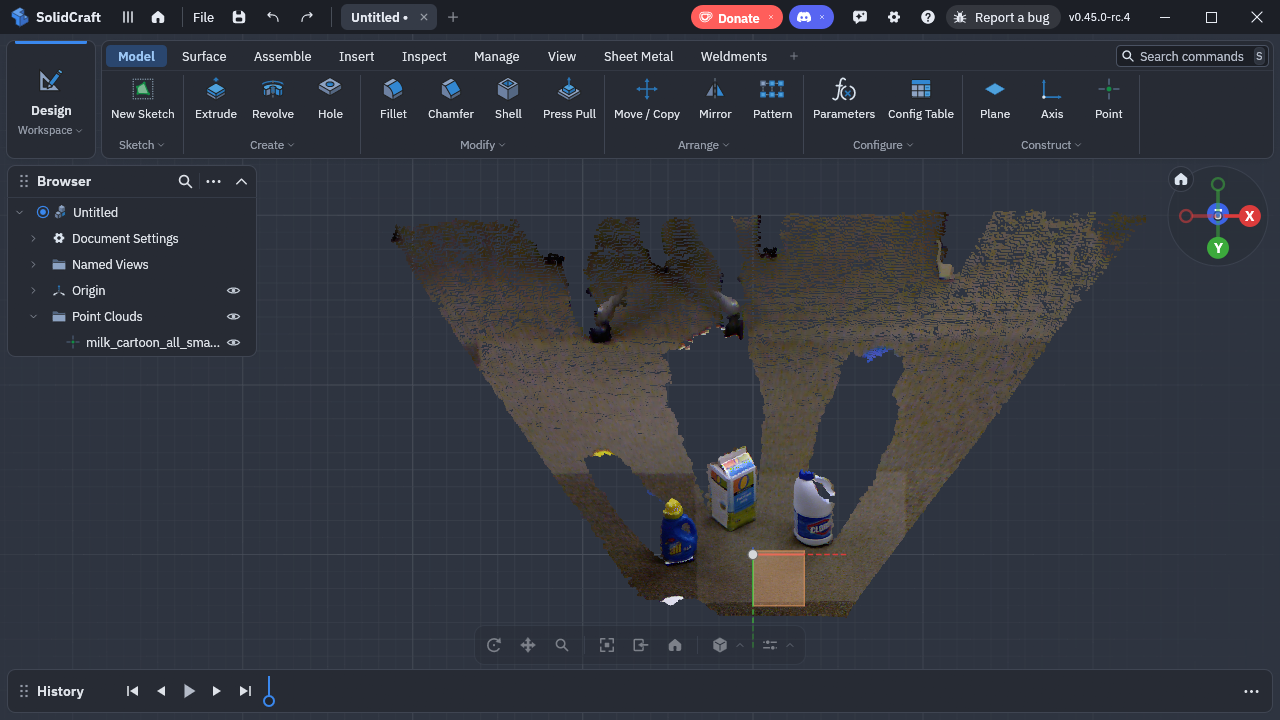 SolidCraft
File
Untitled •
Donate
Report a bug
v0.45.0-rc.4
Design
Workspace
Model
Surface
Assemble
Insert
Inspect
Manage
View
Sheet Metal
Weldments
Search commands
S
New Sketch
Extrude
Revolve
Hole
Fillet
Chamfer
Shell
Press Pull
Move / Copy
Mirror
Pattern
Parameters
Config Table
Plane
Axis
Point
Sketch
Create
Modify
Arrange
Configure
Construct
Browser
Untitled
Document Settings
Named Views
Origin
Point Clouds
milk_cartoon_all_sma...
Z
X
Y
all
History